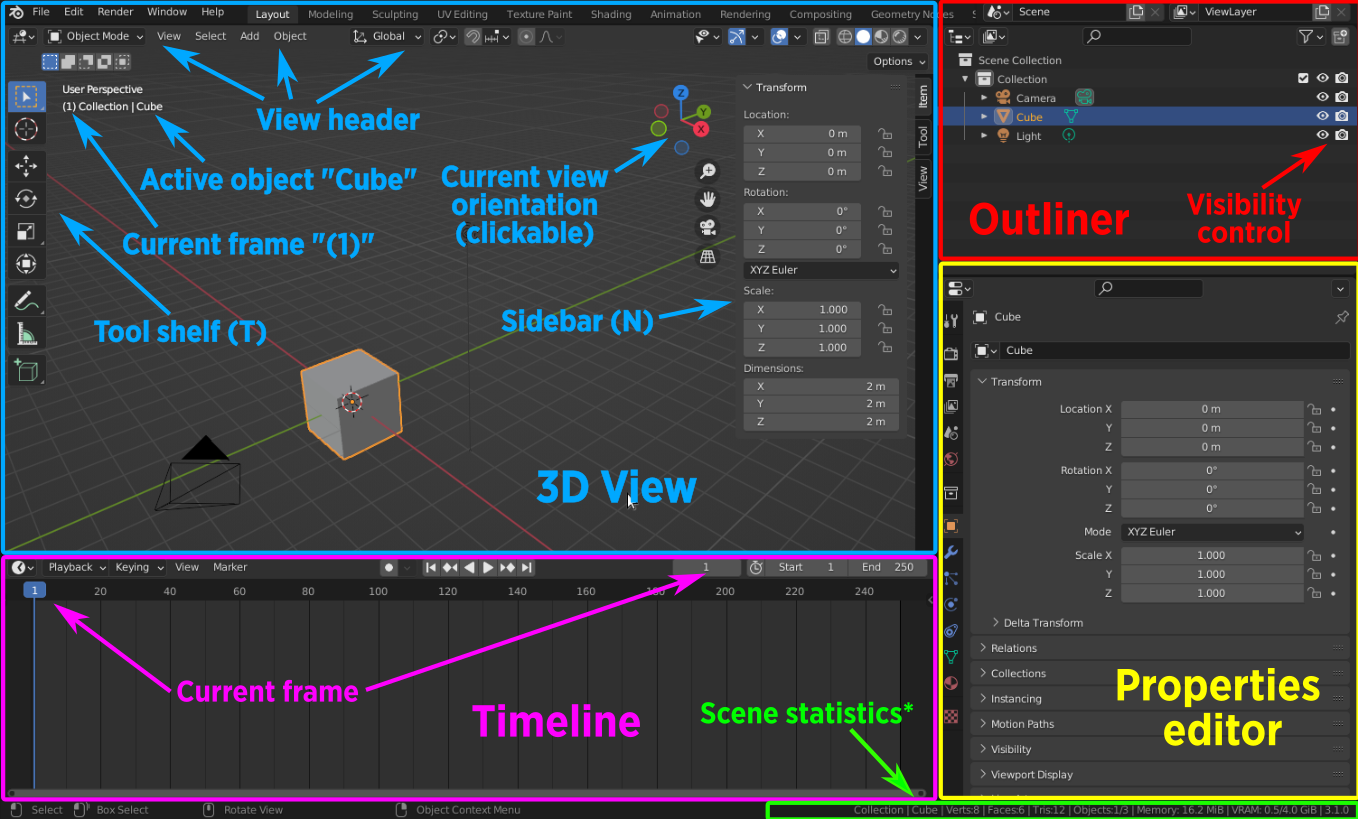 File Edit Render Window Help Layout Modeling Sculpting UV Editing Texture Paint Shading Animation Rendering Compositing Geometry Nodes S
Scene ViewLayer
Object Mode View Select Add Object Global
Options
User Perspective
(1) Collection | Cube
View header
Active object "Cube"
Current frame "(1)"
Tool shelf (T)
Current view
orientation
(clickable)
Sidebar (N)
3D View
Z
Y
X
Transform
Location:
X 0 m
Y 0 m
Z 0 m
Rotation:
X 0°
Y 0°
Z 0°
XYZ Euler
Scale:
X 1.000
Y 1.000
Z 1.000
Dimensions:
X 2 m
Y 2 m
Z 2 m
Item
Tool
View
Scene Collection
Collection
Camera
Cube
Light
Outliner
Visibility
control
Cube
Cube
Transform
Location X 0 m
Y 0 m
Z 0 m
Rotation X 0°
Y 0°
Z 0°
Mode XYZ Euler
Scale X 1.000
Y 1.000
Z 1.000
Delta Transform
Relations
Collections
Instancing
Motion Paths
Visibility
Viewport Display
Properties
editor
Playback Keying View Marker 1 Start 1 End 250
1 20 40 60 80 100 120 140 160 180 200 220 240
Current frame
Timeline
Scene statistics*
Select Box Select Rotate View Object Context Menu
Collection | Cube | Verts:8 | Faces:6 | Tris:12 | Objects:1/3 | Memory: 16.2 MiB | VRAM: 0.5/4.0 GiB | 3.1.0